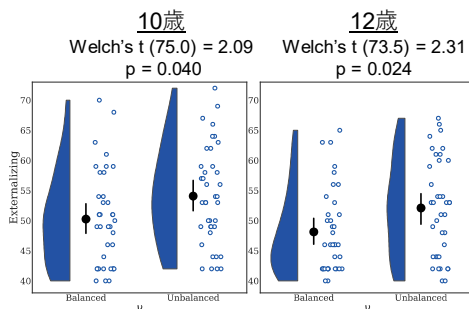 10歳
Welch's t (75.0) = 2.09
p = 0.040
12歳
Welch's t (73.5) = 2.31
p = 0.024
Externalizing
70
65
60
55
50
45
40
Balanced
Unbalanced
70
65
60
55
50
45
40
Balanced
Unbalanced